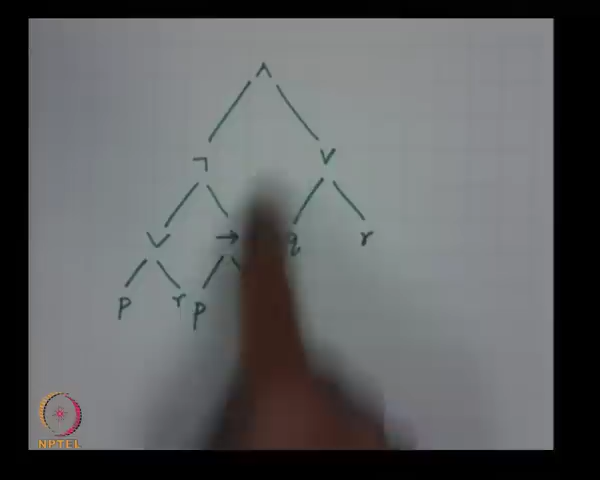 ∧
¬ ∨
∨ → q r
p r p
NPTEL